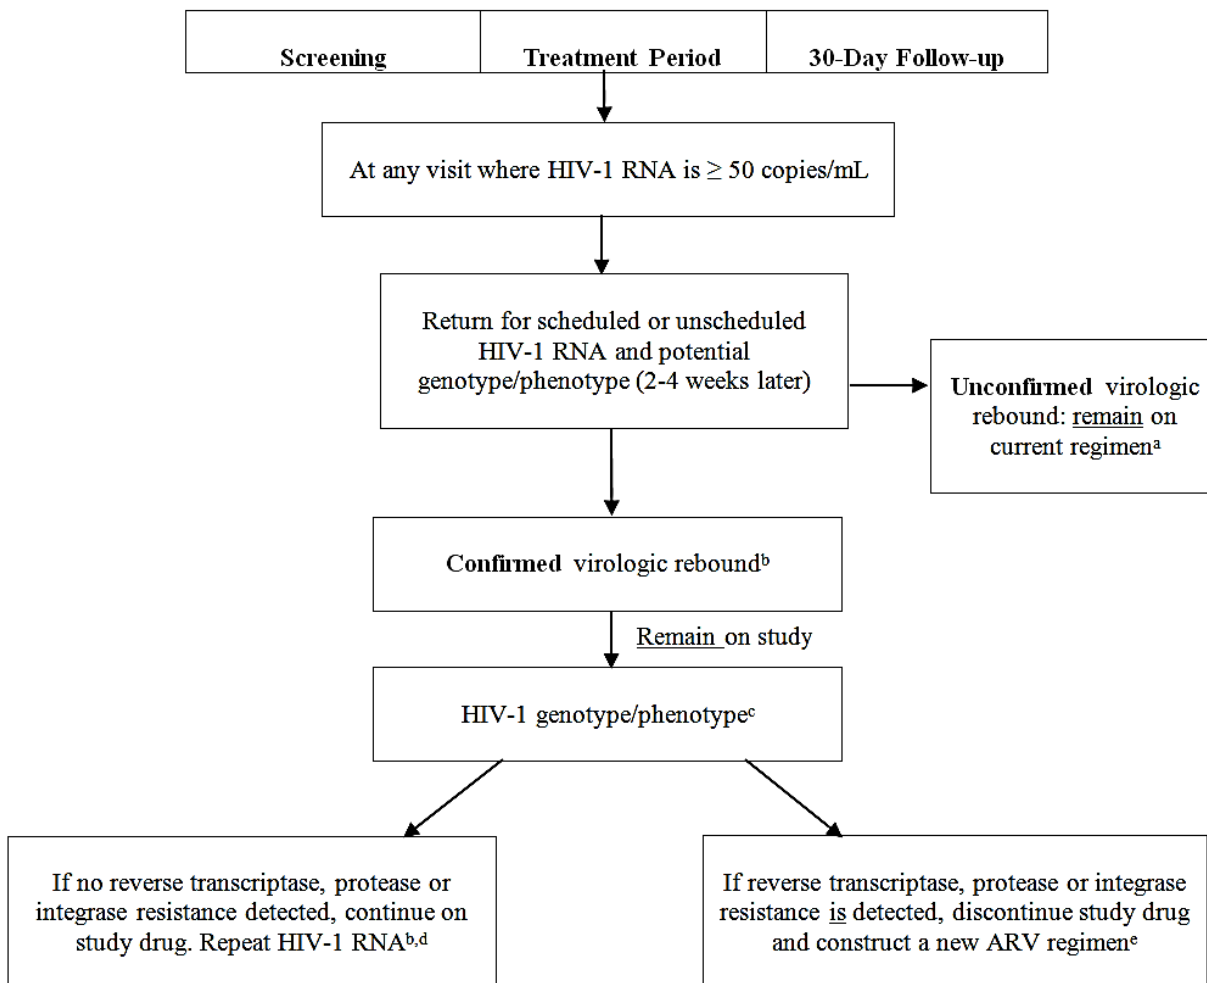 Screening Treatment Period 30-Day Follow-up
At any visit where HIV-1 RNA is ≥ 50 copies/mL
Return for scheduled or unscheduled
HIV-1 RNA and potential
genotype/phenotype (2-4 weeks later)
Unconfirmed virologic
rebound: remain on
current regimenᵃ
Confirmed virologic reboundᵇ
Remain on study
HIV-1 genotype/phenotypeᶜ
If no reverse transcriptase, protease or
integrase resistance detected, continue on
study drug. Repeat HIV-1 RNAᵇ,ᵈ
If reverse transcriptase, protease or integrase
resistance is detected, discontinue study drug
and construct a new ARV regimenᵉ